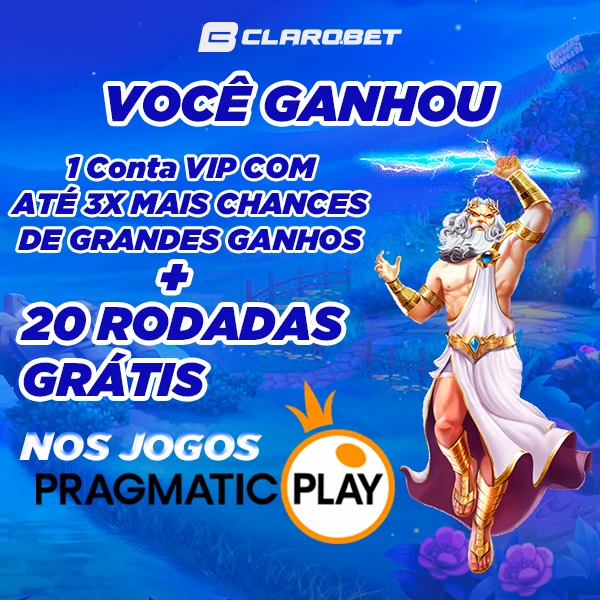 CLARO.BET
VOCÊ GANHOU
1 Conta VIP COM
ATÉ 3X MAIS CHANCES
DE GRANDES GANHOS
+
20 RODADAS
GRÁTIS
NOS JOGOS
PRAGMATIC PLAY